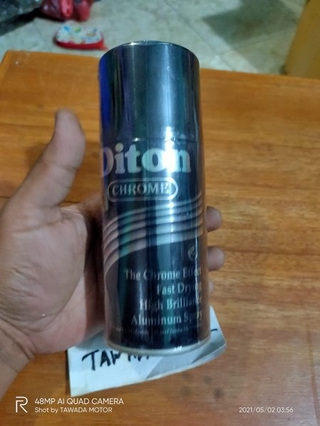 Diton
CHROME
The Chrome Effect
Fast Drying
High Brilliance
Aluminum Spray
48MP AI QUAD CAMERA
Shot by TAWADA MOTOR
2021/05/02 03:56